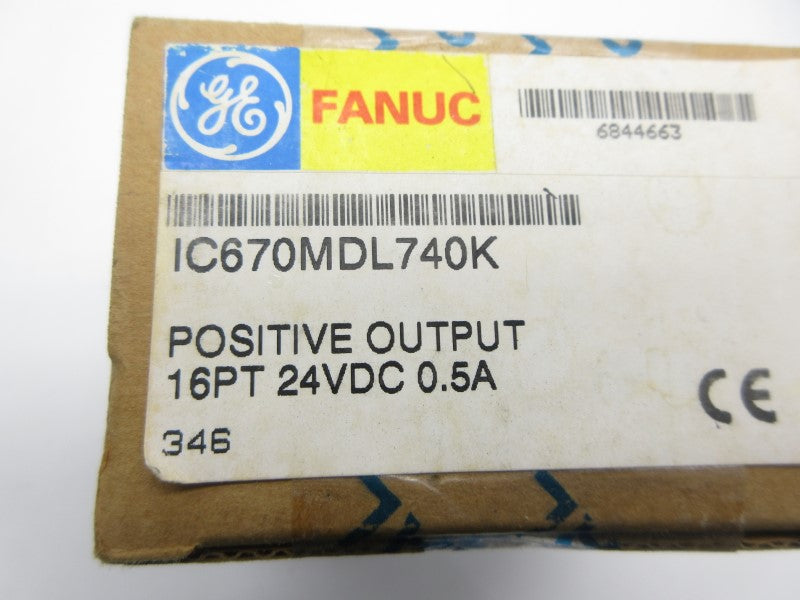 GE FANUC
6844663
IC670MDL740K
POSITIVE OUTPUT
16PT 24VDC 0.5A
346
CE